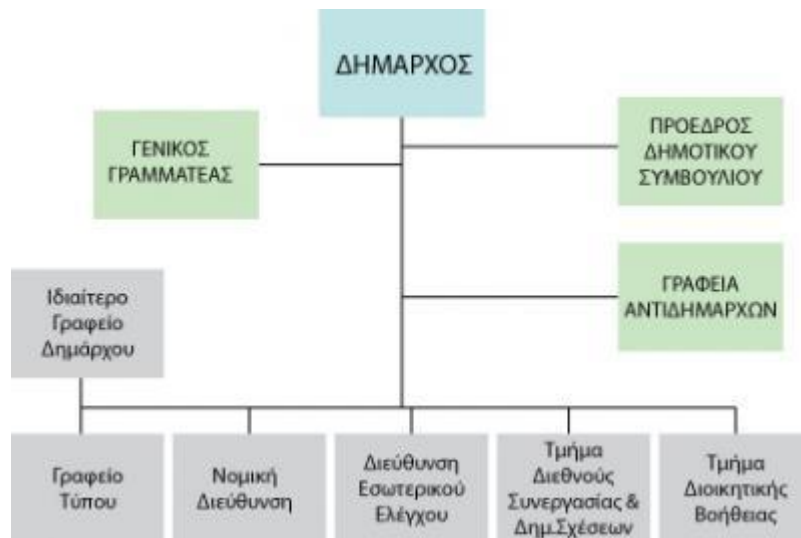 ΔΗΜΑΡΧΟΣ
ΓΕΝΙΚΟΣ
ΓΡΑΜΜΑΤΕΑΣ
ΠΡΟΕΔΡΟΣ
ΔΗΜΟΤΙΚΟΥ
ΣΥΜΒΟΥΛΙΟΥ
ΓΡΑΦΕΙΑ
ΑΝΤΙΔΗΜΑΡΧΩΝ
Ιδιαίτερο
Γραφείο
Δημάρχου
Γραφείο
Τύπου
Νομική
Διεύθυνση
Διεύθυνση
Εσωτερικού
Ελέγχου
Τμήμα
Διεθνούς
Συνεργασίας &
Δημ.Σχέσεων
Τμήμα
Διοικητικής
Βοήθειας